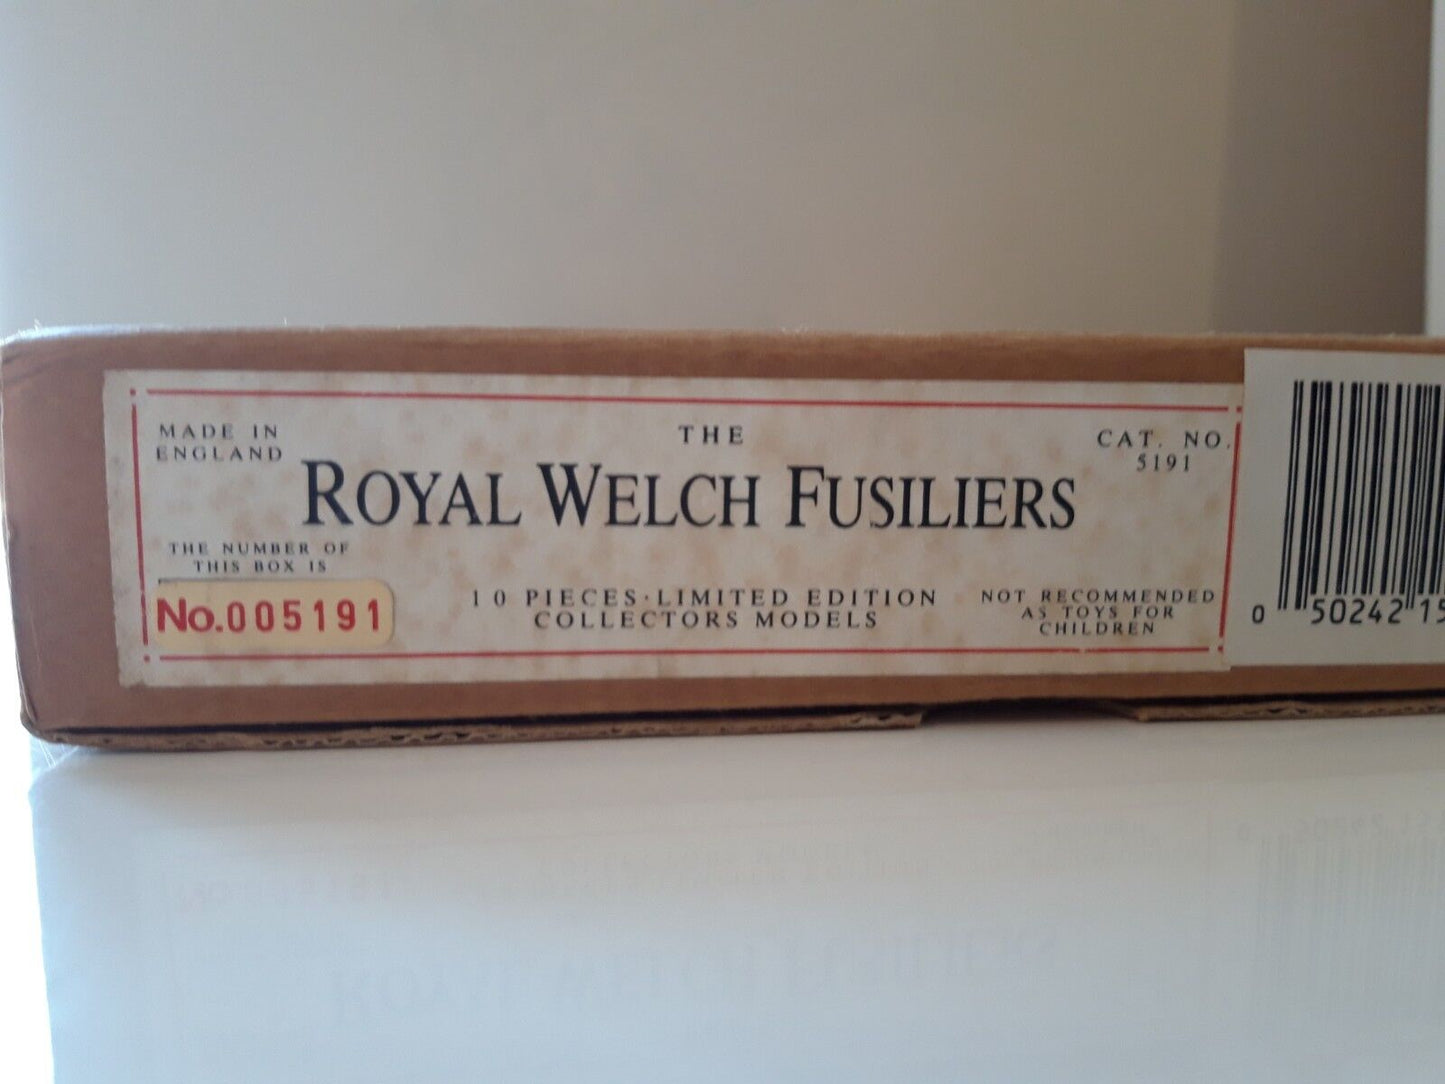 MADE IN
ENGLAND
THE
ROYAL WELCH FUSILIERS
CAT. NO.
5191
THE NUMBER OF
THIS BOX IS
No.005191
10 PIECES·LIMITED EDITION
COLLECTORS MODELS
NOT RECOMMENDED
AS TOYS FOR
CHILDREN
0 50242 15